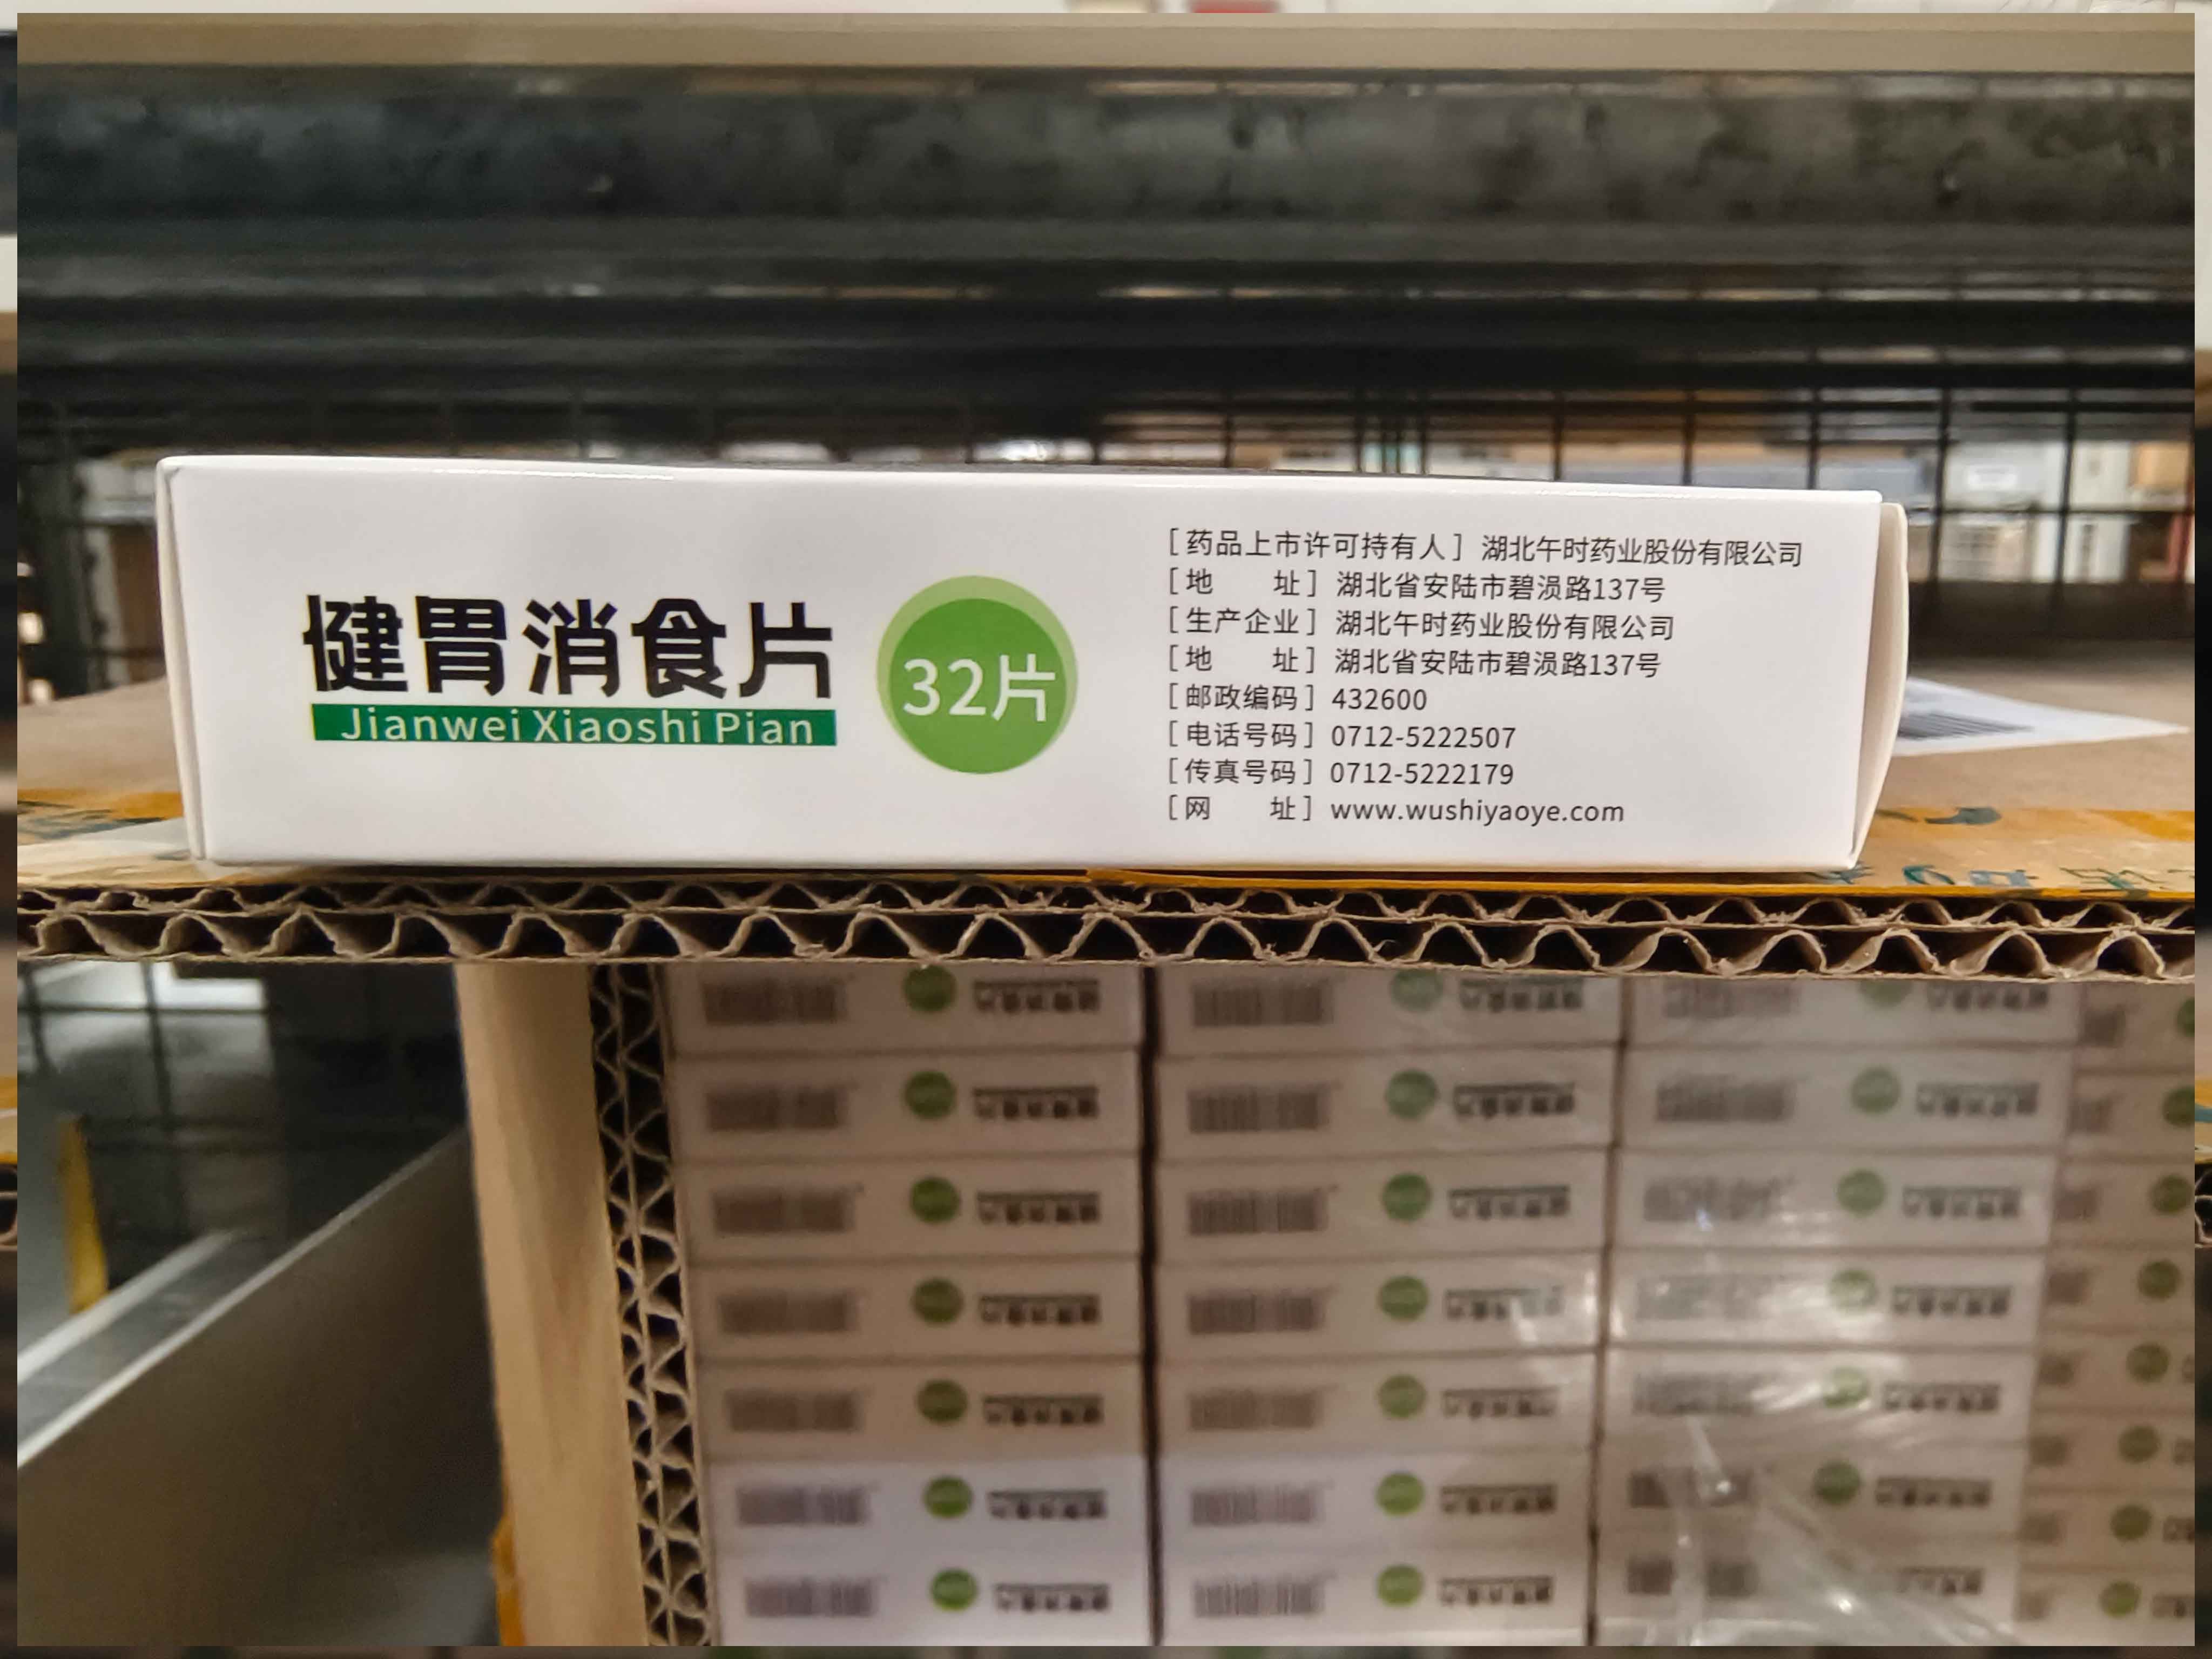 健胃消食片
Jianwei Xiaoshi Pian
32片
[药品上市许可持有人] 湖北午时药业股份有限公司
[地 址] 湖北省安陆市碧涢路137号
[生产企业] 湖北午时药业股份有限公司
[地 址] 湖北省安陆市碧涢路137号
[邮政编码] 432600
[电话号码] 0712-5222507
[传真号码] 0712-5222179
[网 址] www.wushiyaoye.com